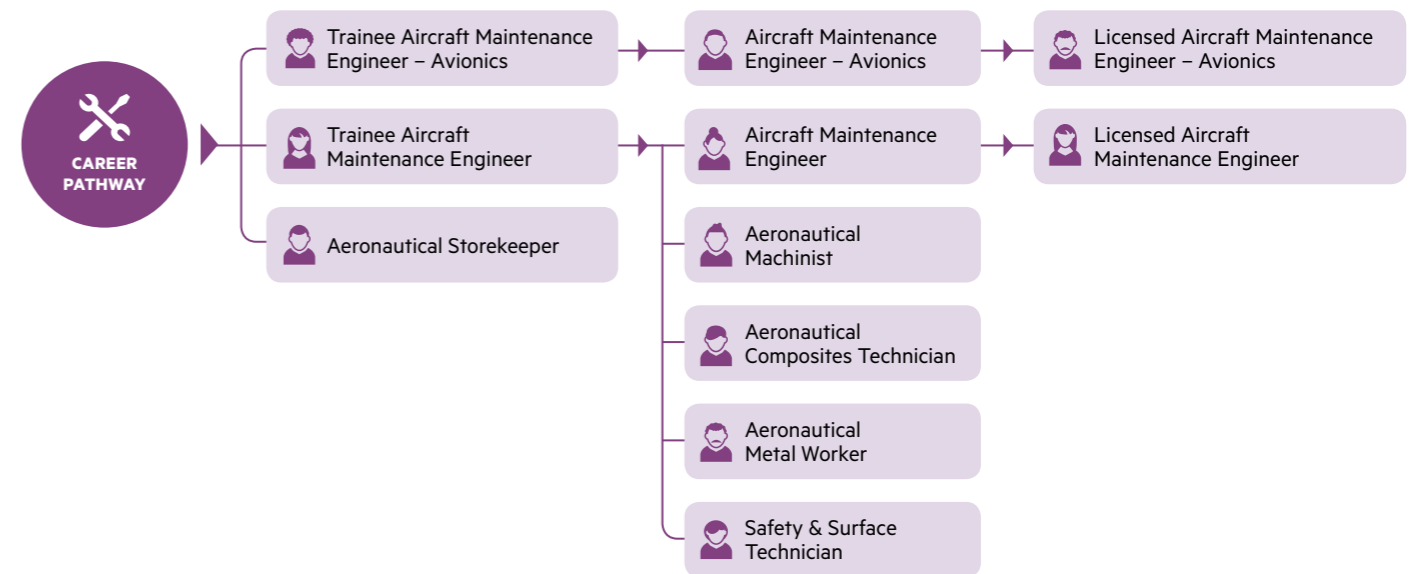 CAREER
PATHWAY
Trainee Aircraft Maintenance
Engineer – Avionics
Aircraft Maintenance
Engineer – Avionics
Licensed Aircraft Maintenance
Engineer – Avionics
Trainee Aircraft
Maintenance Engineer
Aircraft Maintenance
Engineer
Licensed Aircraft
Maintenance Engineer
Aeronautical Storekeeper
Aeronautical
Machinist
Aeronautical
Composites Technician
Aeronautical
Metal Worker
Safety & Surface
Technician